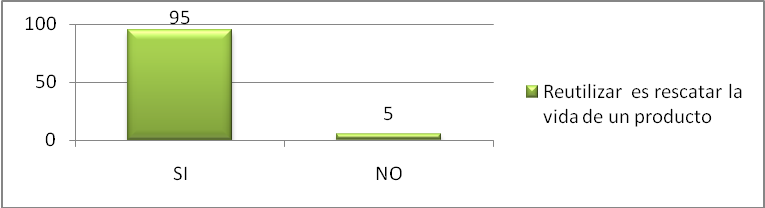 100
95
50
5
0
SI
NO
Reutilizar es rescatar la
vida de un producto